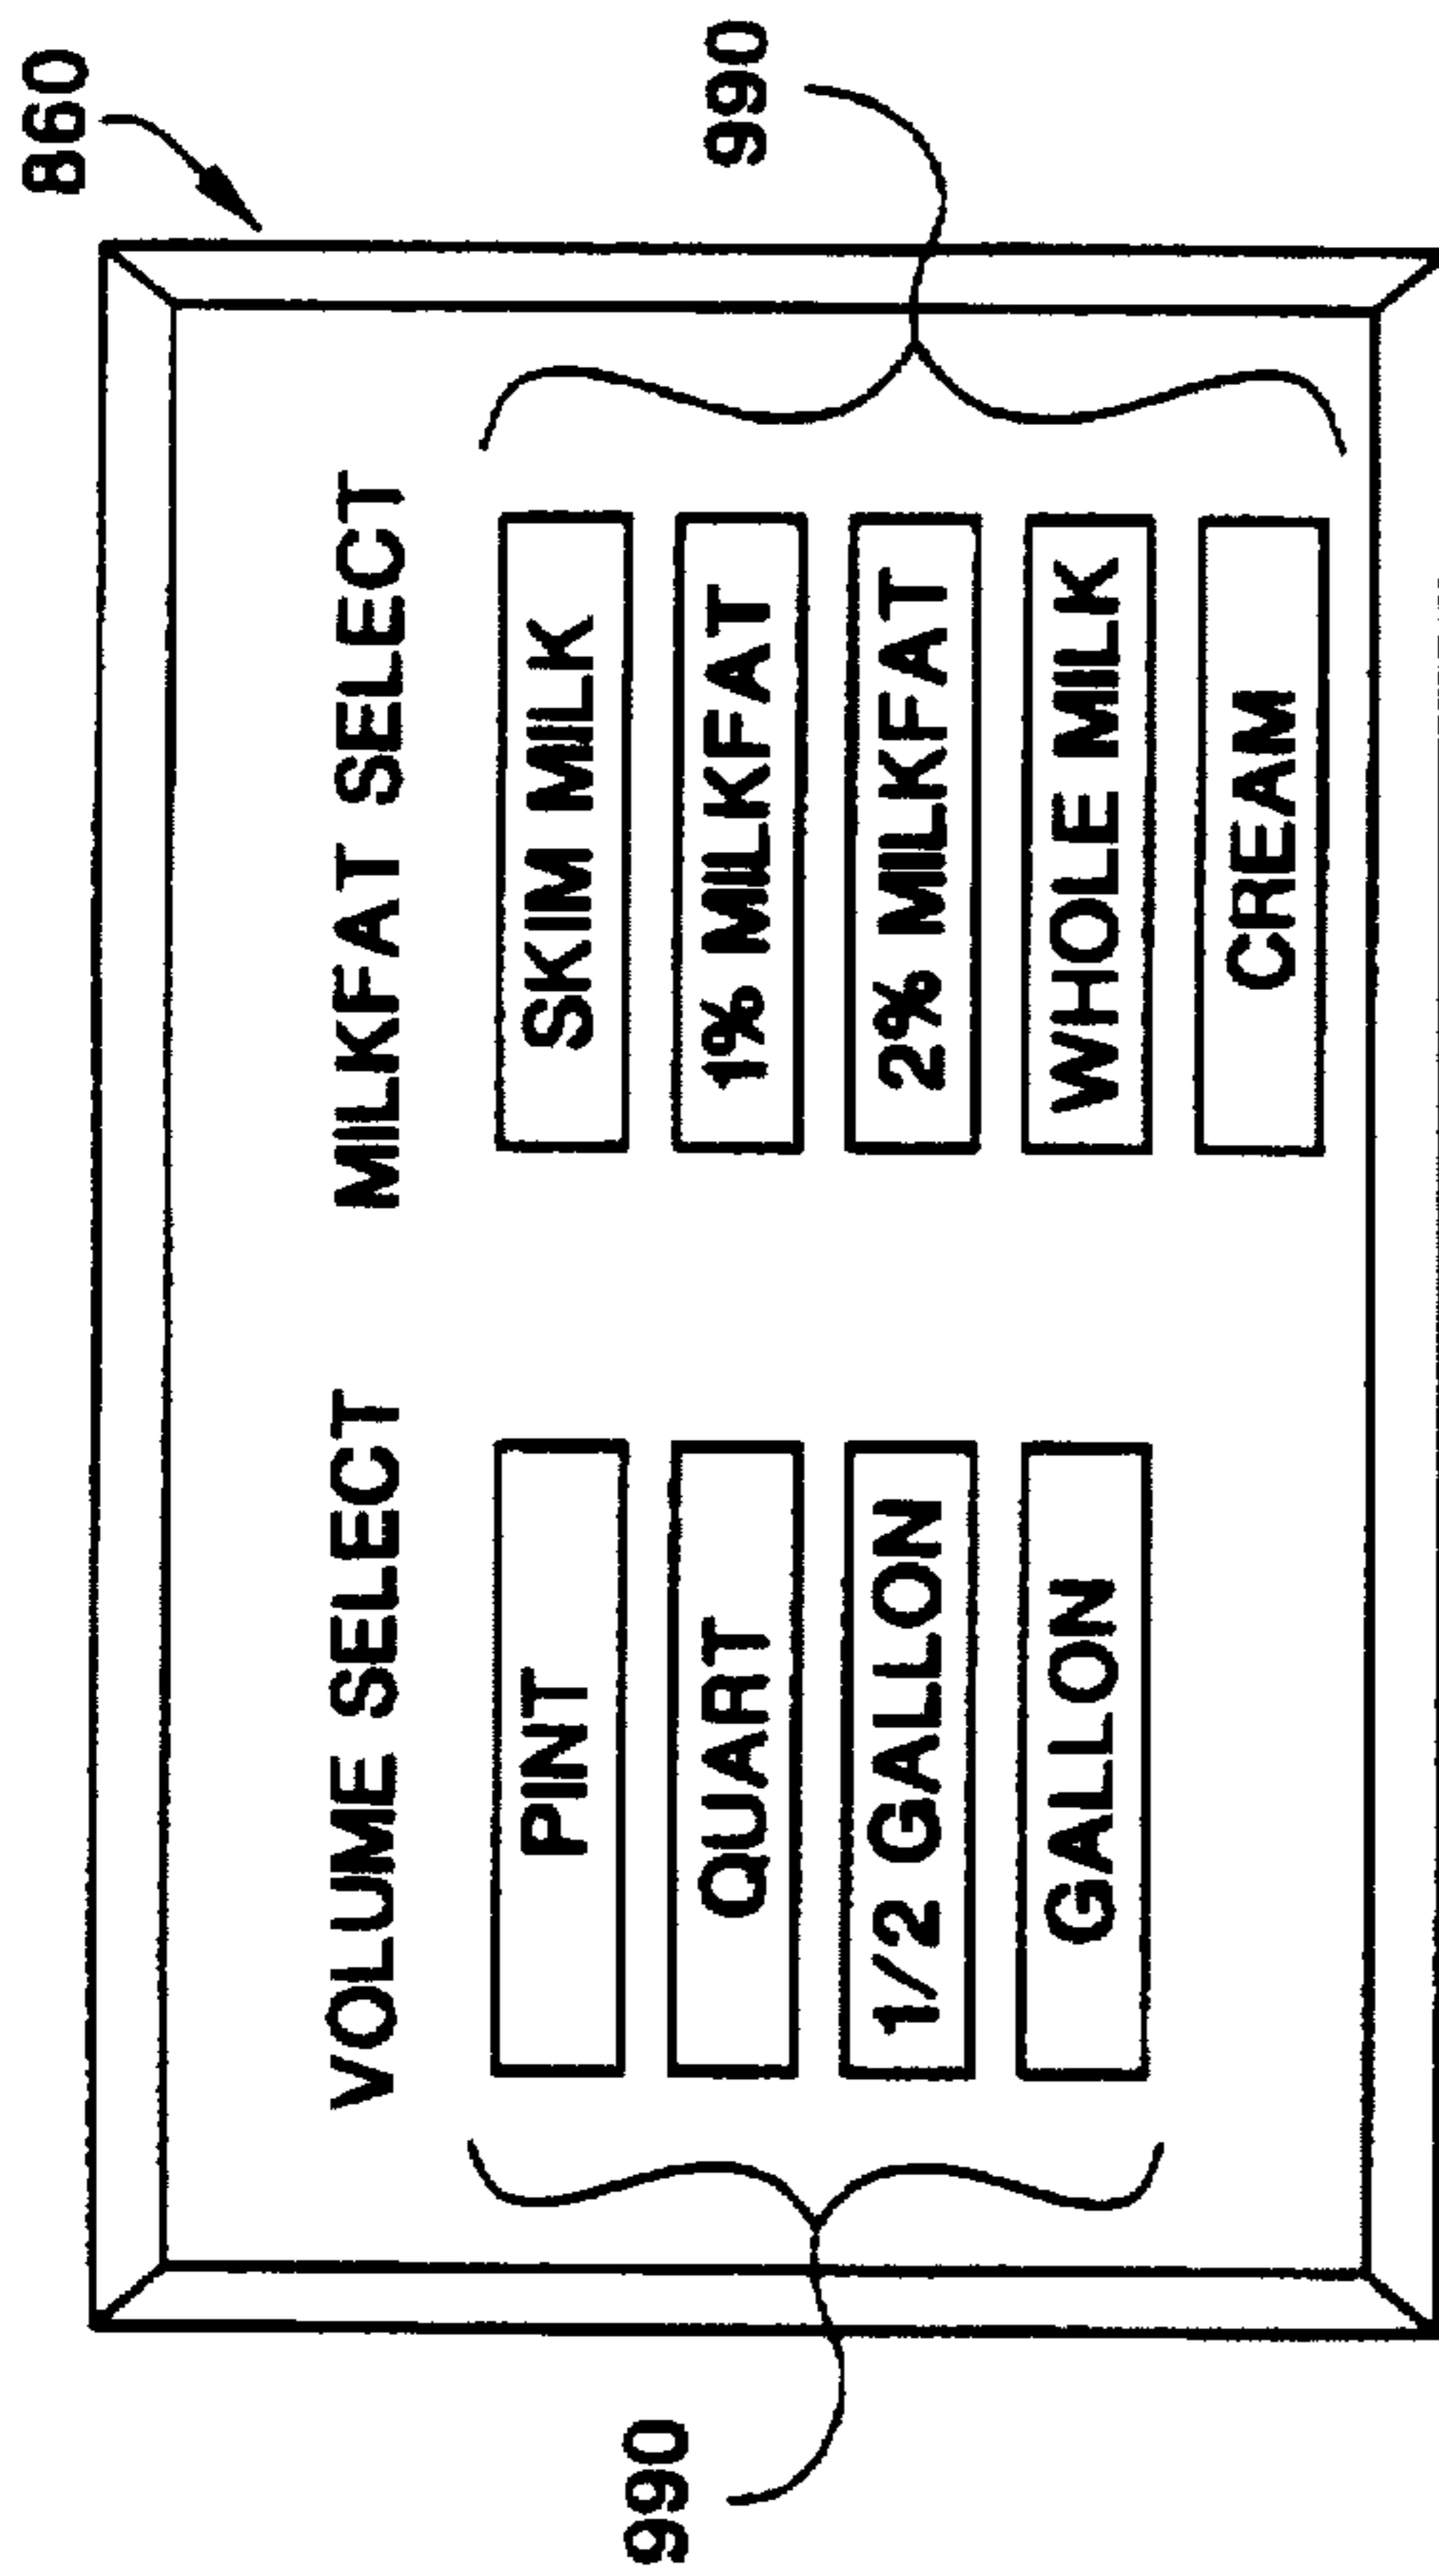 860
VOLUME SELECT MILKFAT SELECT
PINT SKIM MILK
QUART 1% MILKFAT
990
990
1/2 GALLON 2% MILKFAT
GALLON WHOLE MILK
CREAM